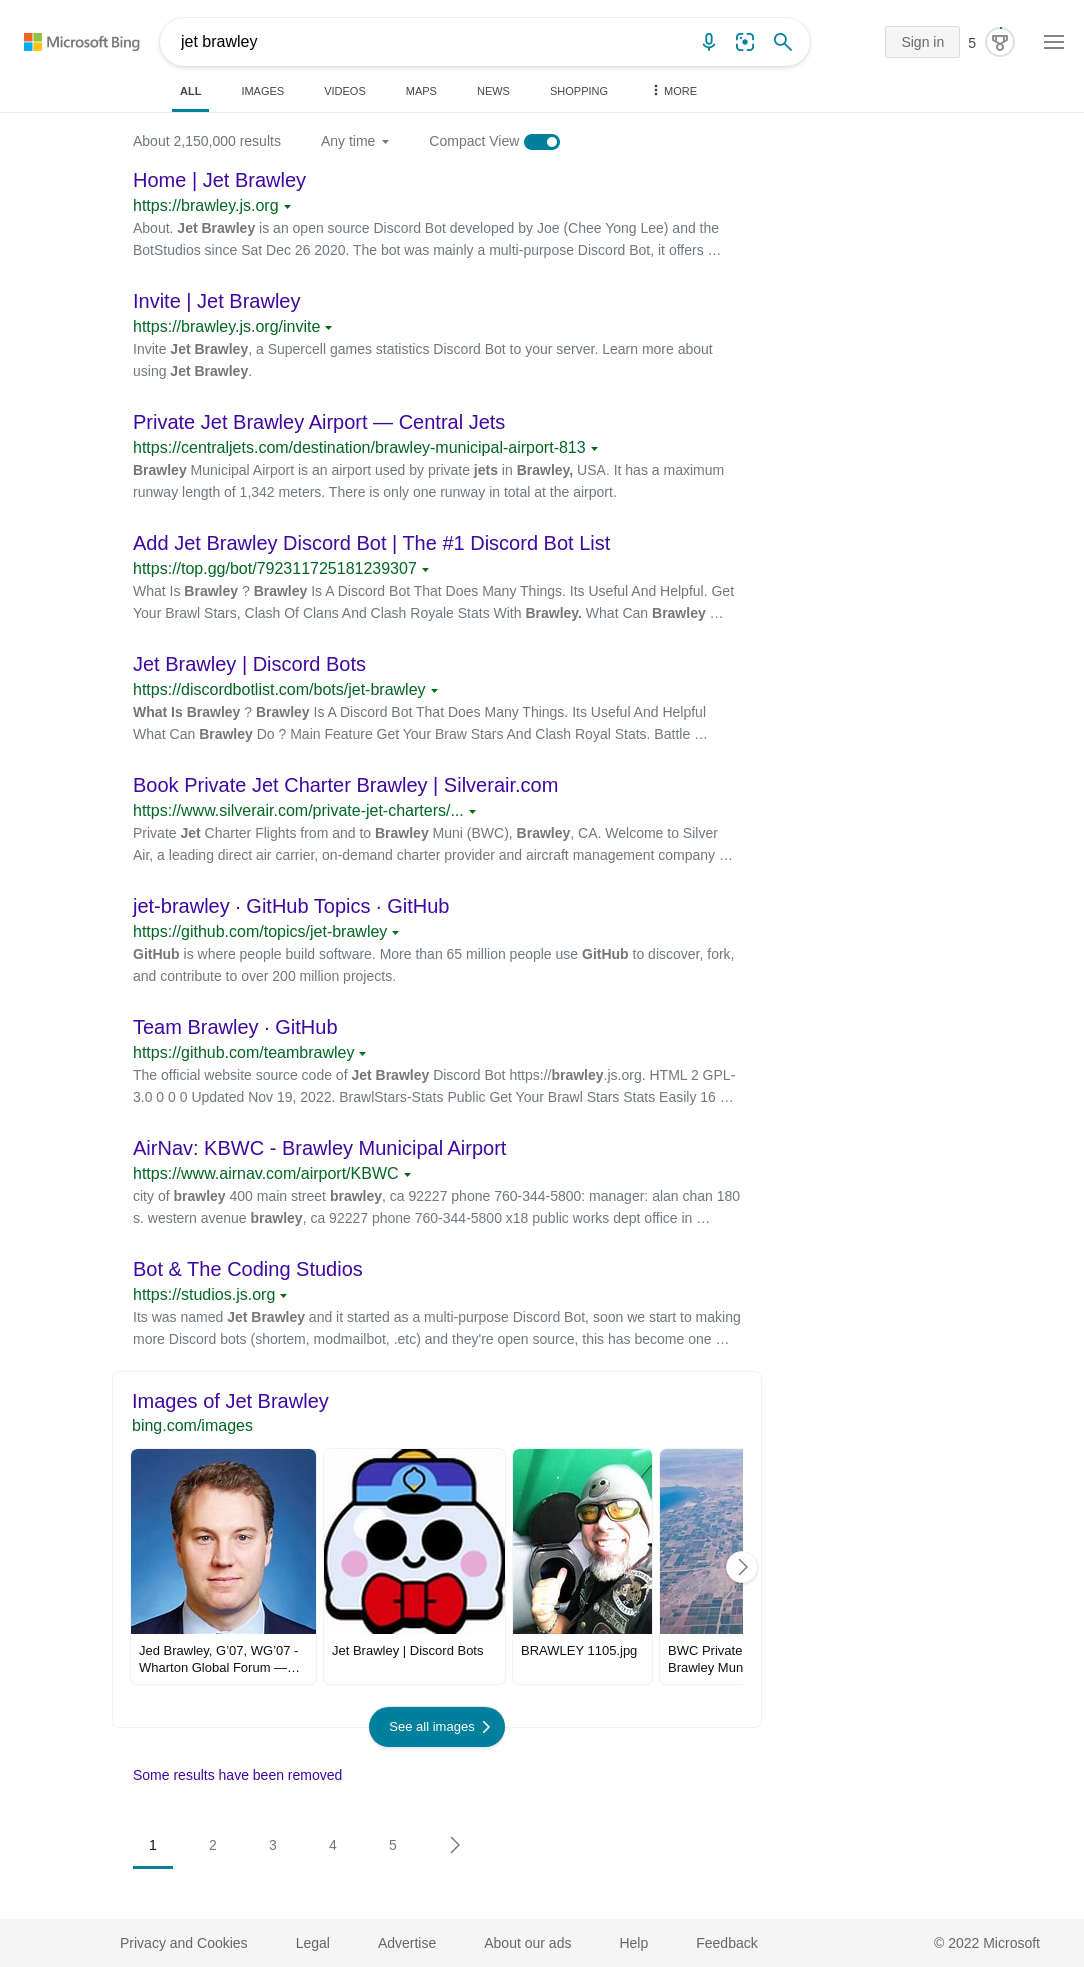 Microsoft Bing
jet brawley
Sign in
5
ALL
IMAGES
VIDEOS
MAPS
NEWS
SHOPPING
MORE
About 2,150,000 results
Any time
Compact View
Home | Jet Brawley
https://brawley.js.org
About. Jet Brawley is an open source Discord Bot developed by Joe (Chee Yong Lee) and the
BotStudios since Sat Dec 26 2020. The bot was mainly a multi-purpose Discord Bot, it offers …
Invite | Jet Brawley
https://brawley.js.org/invite
Invite Jet Brawley, a Supercell games statistics Discord Bot to your server. Learn more about
using Jet Brawley.
Private Jet Brawley Airport — Central Jets
https://centraljets.com/destination/brawley-municipal-airport-813
Brawley Municipal Airport is an airport used by private jets in Brawley, USA. It has a maximum
runway length of 1,342 meters. There is only one runway in total at the airport.
Add Jet Brawley Discord Bot | The #1 Discord Bot List
https://top.gg/bot/792311725181239307
What Is Brawley ? Brawley Is A Discord Bot That Does Many Things. Its Useful And Helpful. Get
Your Brawl Stars, Clash Of Clans And Clash Royale Stats With Brawley. What Can Brawley …
Jet Brawley | Discord Bots
https://discordbotlist.com/bots/jet-brawley
What Is Brawley ? Brawley Is A Discord Bot That Does Many Things. Its Useful And Helpful
What Can Brawley Do ? Main Feature Get Your Braw Stars And Clash Royal Stats. Battle …
Book Private Jet Charter Brawley | Silverair.com
https://www.silverair.com/private-jet-charters/...
Private Jet Charter Flights from and to Brawley Muni (BWC), Brawley, CA. Welcome to Silver
Air, a leading direct air carrier, on-demand charter provider and aircraft management company …
jet-brawley · GitHub Topics · GitHub
https://github.com/topics/jet-brawley
GitHub is where people build software. More than 65 million people use GitHub to discover, fork,
and contribute to over 200 million projects.
Team Brawley · GitHub
https://github.com/teambrawley
The official website source code of Jet Brawley Discord Bot https://brawley.js.org. HTML 2 GPL-
3.0 0 0 0 Updated Nov 19, 2022. BrawlStars-Stats Public Get Your Brawl Stars Stats Easily 16 …
AirNav: KBWC - Brawley Municipal Airport
https://www.airnav.com/airport/KBWC
city of brawley 400 main street brawley, ca 92227 phone 760-344-5800: manager: alan chan 180
s. western avenue brawley, ca 92227 phone 760-344-5800 x18 public works dept office in …
Bot & The Coding Studios
https://studios.js.org
Its was named Jet Brawley and it started as a multi-purpose Discord Bot, soon we start to making
more Discord bots (shortem, modmailbot, .etc) and they're open source, this has become one …
Images of Jet Brawley
bing.com/images
Jed Brawley, G’07, WG’07 -
Wharton Global Forum —…
Jet Brawley | Discord Bots
BRAWLEY 1105.jpg
BWC Private
Brawley Mun
See all images
Some results have been removed
1
2
3
4
5
Privacy and Cookies
Legal
Advertise
About our ads
Help
Feedback
© 2022 Microsoft